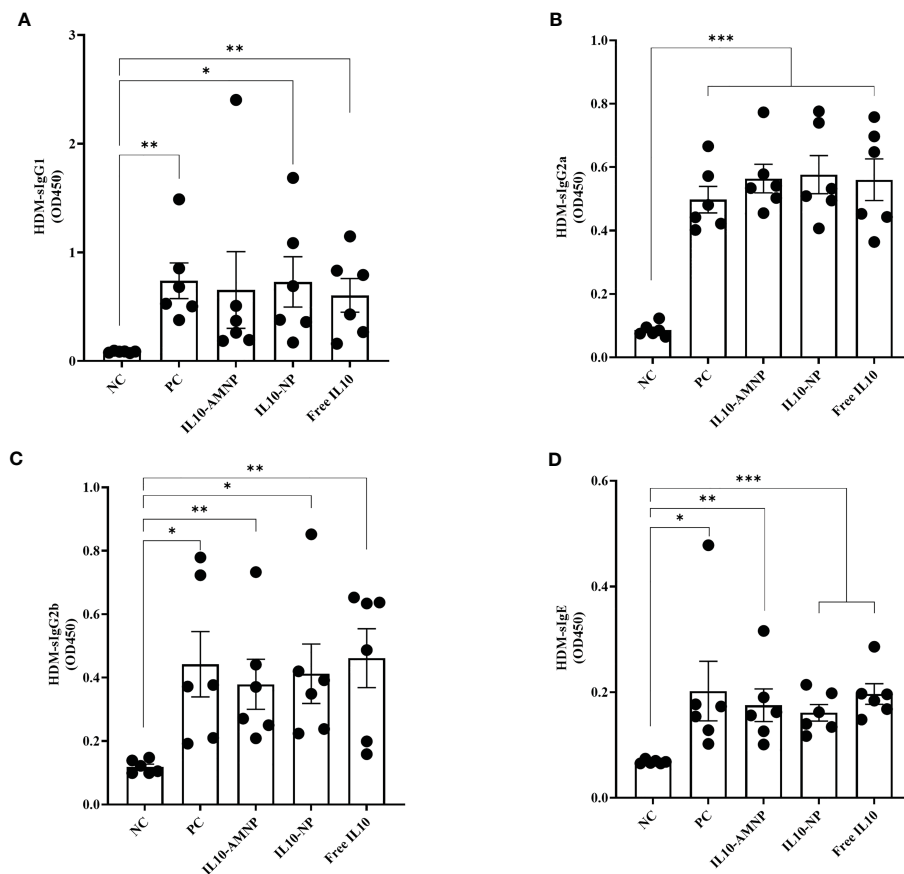 A
HDM-sIgG1
(OD450)
3
2
1
0
**
*
**
NC
PC
IL10-AMNP
IL10-NP
Free IL10
B
HDM-sIgG2a
(OD450)
1.0
0.8
0.6
0.4
0.2
0.0
***
NC
PC
IL10-AMNP
IL10-NP
Free IL10
C
HDM-sIgG2b
(OD450)
1.0
0.8
0.6
0.4
0.2
0.0
**
*
**
*
NC
PC
IL10-AMNP
IL10-NP
Free IL10
D
HDM-sIgE
(OD450)
0.6
0.4
0.2
0.0
***
**
*
NC
PC
IL10-AMNP
IL10-NP
Free IL10